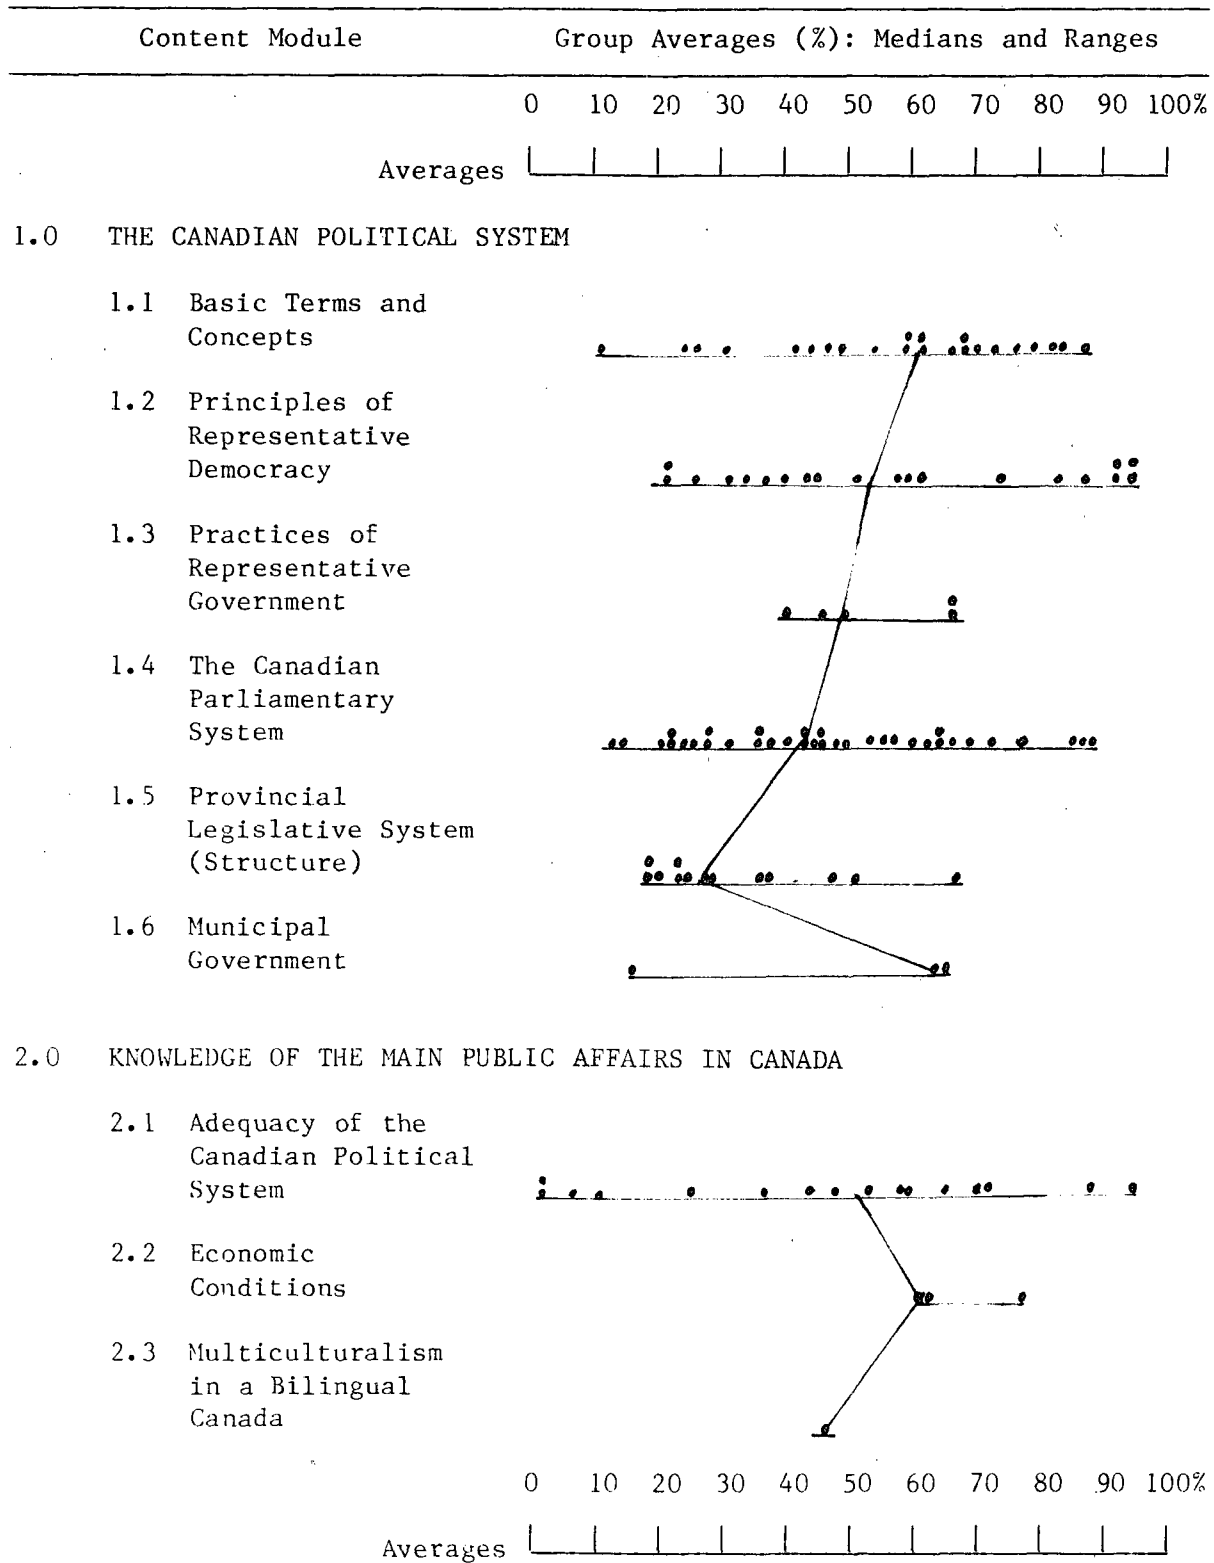 Content Module Group Averages (%): Medians and Ranges
0 10 20 30 40 50 60 70 80 90 100%
Averages
1.0 THE CANADIAN POLITICAL SYSTEM
1.1 Basic Terms and
Concepts
1.2 Principles of
Representative
Democracy
1.3 Practices of
Representative
Government
1.4 The Canadian
Parliamentary
System
1.5 Provincial
Legislative System
(Structure)
1.6 Municipal
Government
2.0 KNOWLEDGE OF THE MAIN PUBLIC AFFAIRS IN CANADA
2.1 Adequacy of the
Canadian Political
System
2.2 Economic
Conditions
2.3 Multiculturalism
in a Bilingual
Canada
0 10 20 30 40 50 60 70 80 90 100%
Averages